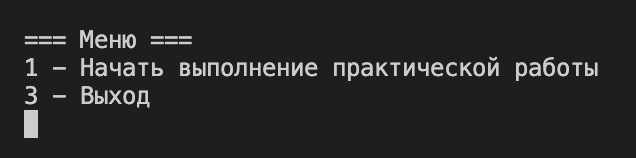 === Меню ===
1 – Начать выполнение практической работы
3 – Выход